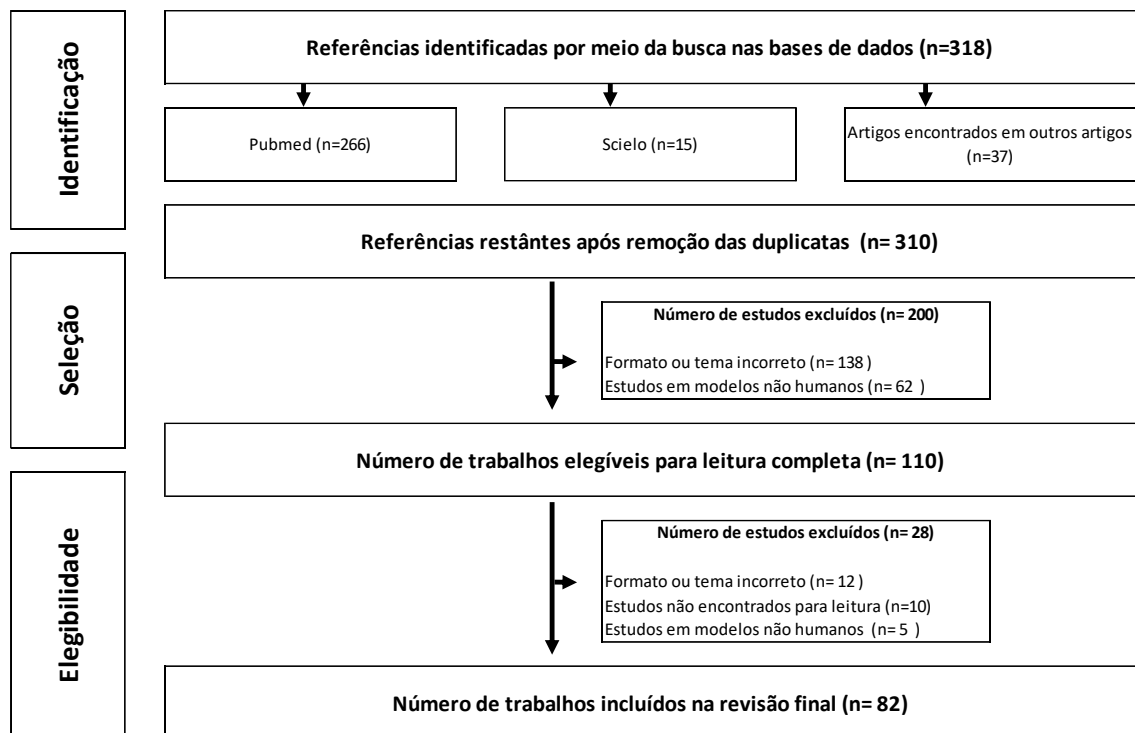 Identificação
Referências identificadas por meio da busca nas bases de dados (n=318)
Pubmed (n=266)
Scielo (n=15)
Artigos encontrados em outros artigos
(n=37)
Referências restântes após remoção das duplicatas (n= 310)
Seleção
Número de estudos excluídos (n= 200)
Formato ou tema incorreto (n= 138 )
Estudos em modelos não humanos (n= 62 )
Número de trabalhos elegíveis para leitura completa (n= 110)
Elegibilidade
Número de estudos excluídos (n= 28)
Formato ou tema incorreto (n= 12 )
Estudos não encontrados para leitura (n=10)
Estudos em modelos não humanos (n= 5 )
Número de trabalhos incluídos na revisão final (n= 82)